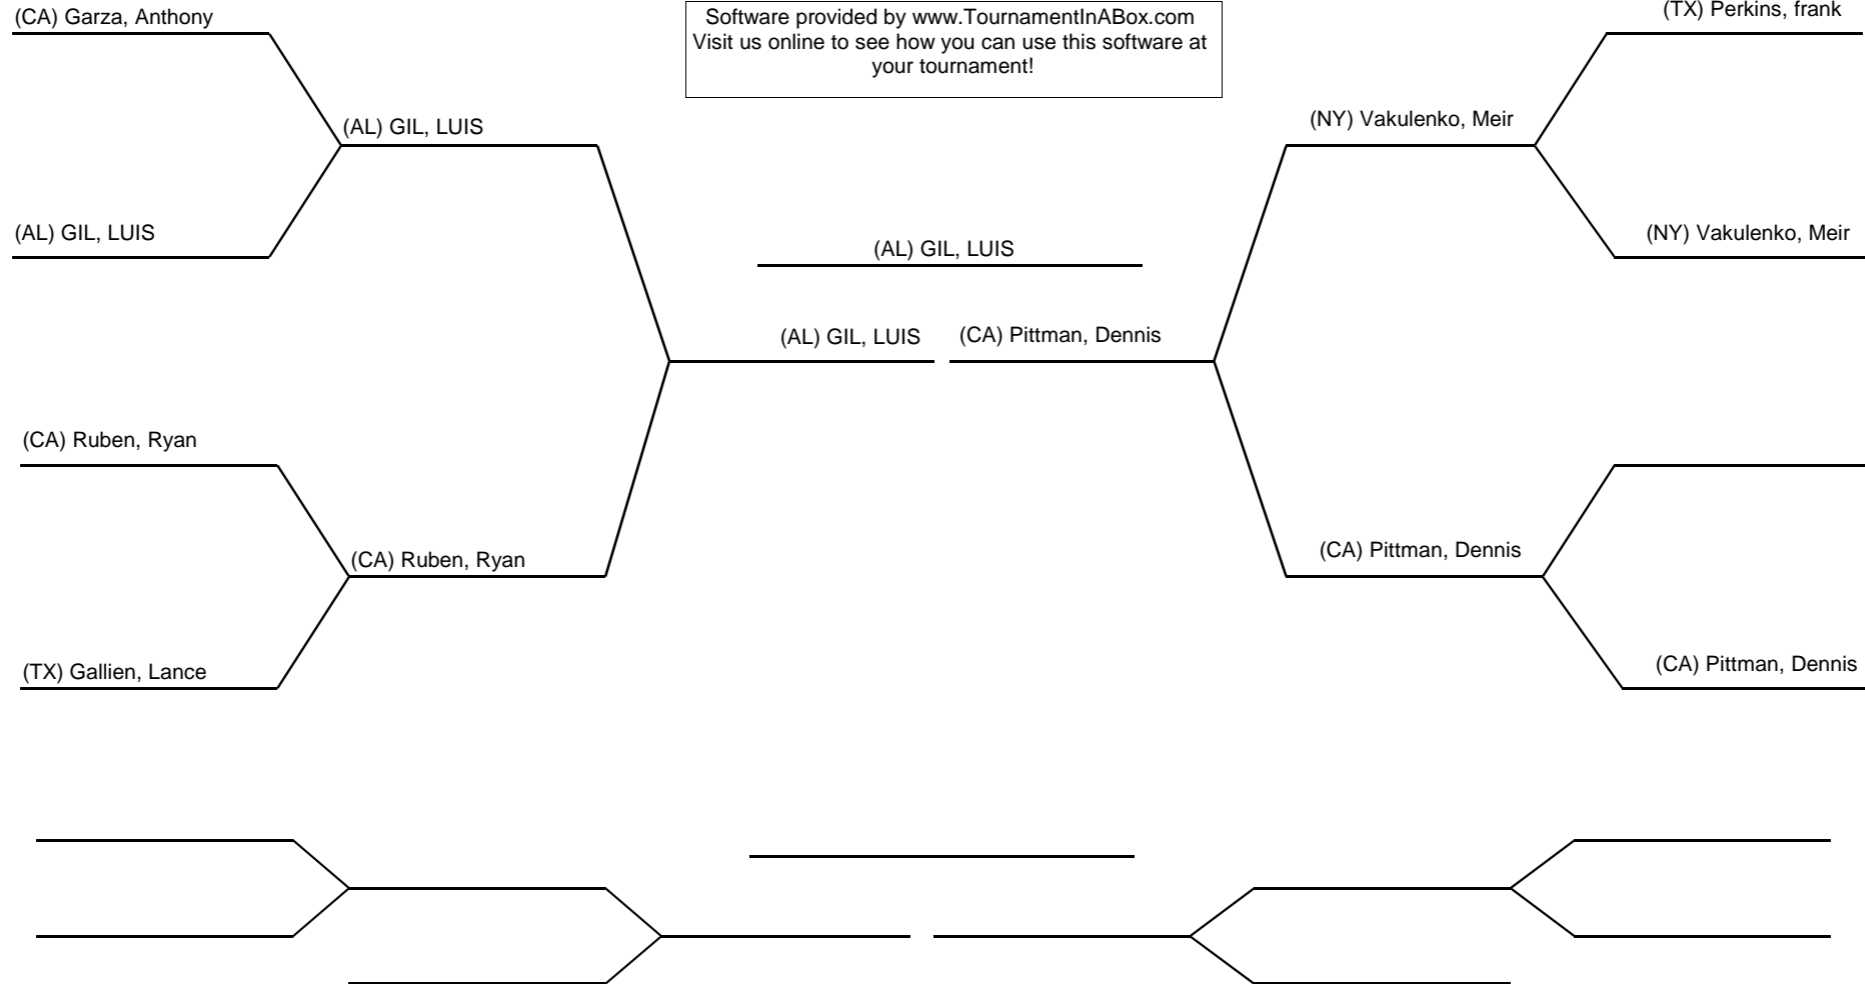 (CA) Garza, Anthony
Software provided by www.TournamentInABox.com
Visit us online to see how you can use this software at
your tournament!
(TX) Perkins, frank
(AL) GIL, LUIS
(NY) Vakulenko, Meir
(AL) GIL, LUIS
(AL) GIL, LUIS
(NY) Vakulenko, Meir
(AL) GIL, LUIS
(CA) Pittman, Dennis
(CA) Ruben, Ryan
(CA) Ruben, Ryan
(CA) Pittman, Dennis
(TX) Gallien, Lance
(CA) Pittman, Dennis